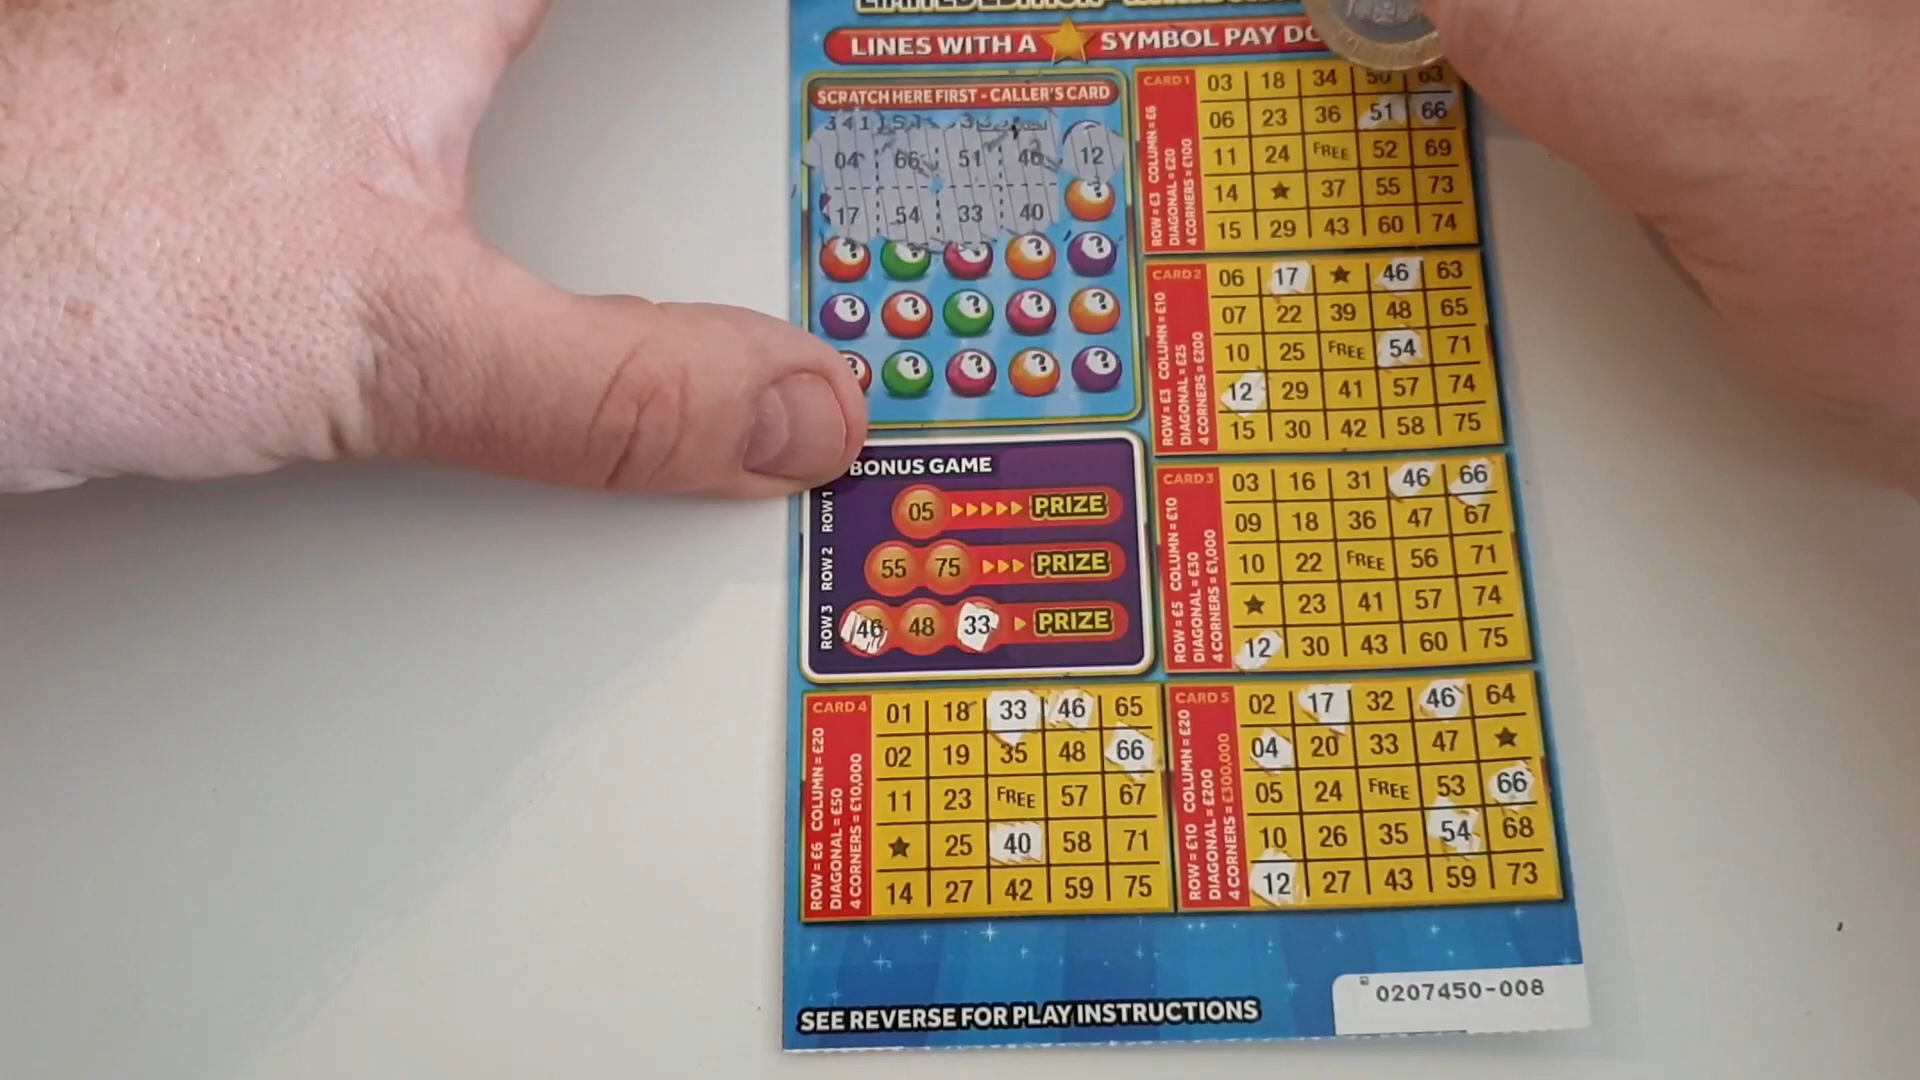 LIMITED EDITION -
LINES WITH A SYMBOL PAY
SCRATCH HERE FIRST - CALLER'S CARD
04 66 51 46 12
17 54 33 40 ?
? ? ? ? ?
? ? ? ? ?
? ? ? ? ?
CARD 1
ROW = £3 COLUMN = £6
DIAGONAL = £20
4 CORNERS = £100
03 18 34 50 63
06 23 36 51 66
11 24 FREE 52 69
14 ★ 37 55 73
15 29 43 60 74
CARD 2
ROW = £3 COLUMN = £10
DIAGONAL = £25
4 CORNERS = £200
06 17 ★ 46 63
07 22 39 48 65
10 25 FREE 54 71
12 29 41 57 74
15 30 42 58 75
BONUS GAME
ROW 1 05 PRIZE
ROW 2 55 75 PRIZE
ROW 3 46 48 33 PRIZE
CARD 3
ROW = £5 COLUMN = £10
DIAGONAL = £30
4 CORNERS = £1,000
03 16 31 46 66
09 18 36 47 67
10 22 FREE 56 71
★ 23 41 57 74
12 30 43 60 75
CARD 4
ROW = £6 COLUMN = £20
DIAGONAL = £50
4 CORNERS = £10,000
01 18 33 46 65
02 19 35 48 66
11 23 FREE 57 67
★ 25 40 58 71
14 27 42 59 75
CARD 5
ROW = £10 COLUMN = £20
DIAGONAL = £200
4 CORNERS = £300,000
02 17 32 46 64
04 20 33 47 ★
05 24 FREE 53 66
10 26 35 54 68
12 27 43 59 73
0207450-008
SEE REVERSE FOR PLAY INSTRUCTIONS